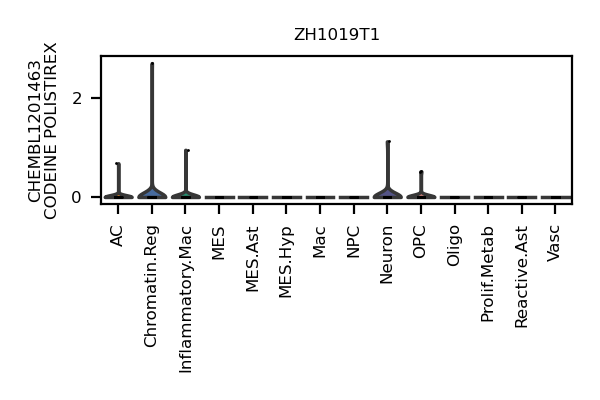 ZH1019T1
CHEMBL1201463
CODEINE POLISTIREX
2
0
AC
Chromatin.Reg
Inflammatory.Mac
MES
MES.Ast
MES.Hyp
Mac
NPC
Neuron
OPC
Oligo
Prolif.Metab
Reactive.Ast
Vasc